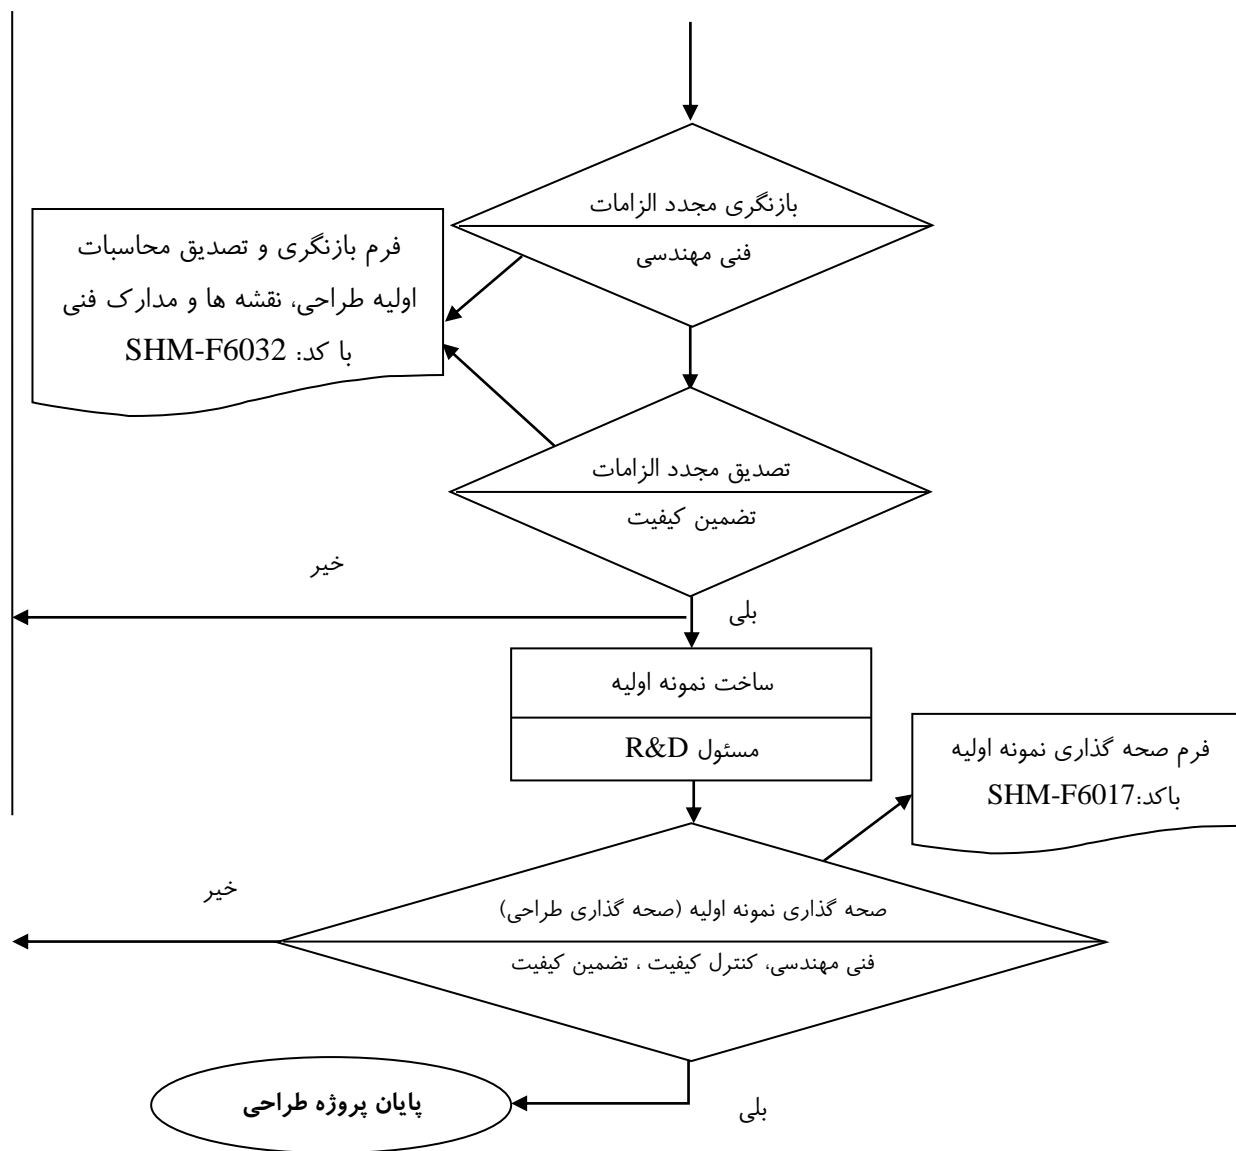 بازنگری مجدد الزامات
فنی مهندسی
فرم بازنگری و تصدیق محاسبات
اولیه طراحی، نقشه ها و مدارک فنی
با کد: SHM-F6032
تصدیق مجدد الزامات
تضمین کیفیت
خیر
بلی
ساخت نمونه اولیه
مسئول R&D
فرم صحه گذاری نمونه اولیه
باکد:SHM-F6017
خیر
صحه گذاری نمونه اولیه (صحه گذاری طراحی)
فنی مهندسی، کنترل کیفیت ، تضمین کیفیت
پایان پروژه طراحی
بلی